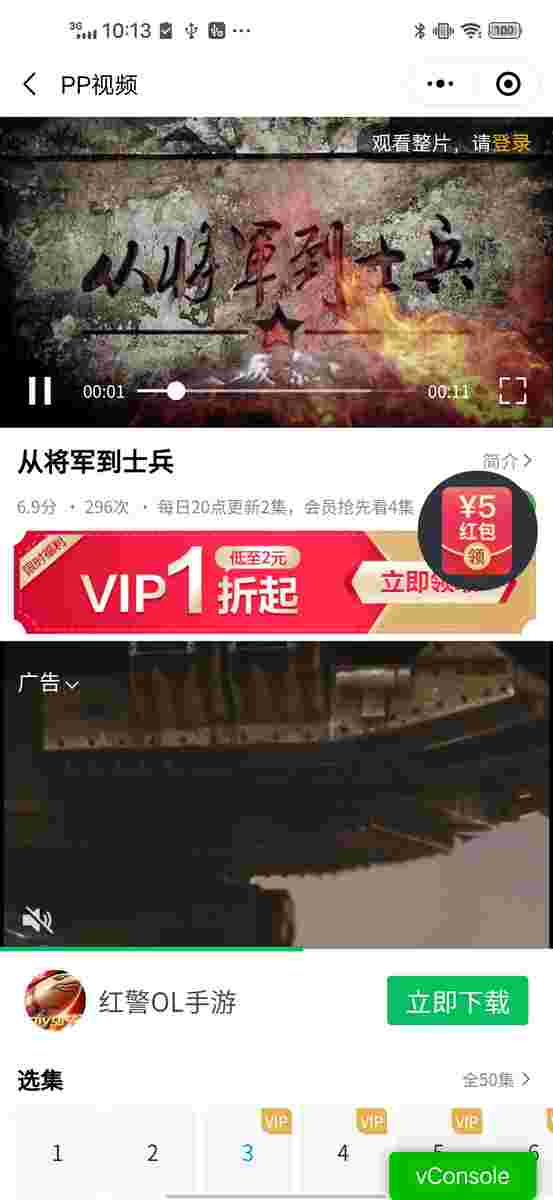 3G 10:13 100
PP视频
观看整片，请登录
从将軍到士兵
00:01
00:11
从将军到士兵
简介
6.9分 · 296次 · 每日20点更新2集，会员抢先看4集
¥5
红包
领
限时福利
VIP1折起
低至2元
立即领
广告
红警OL手游
立即下载
选集
全50集
1
2
3 VIP
4 VIP
5 VIP
6
vConsole